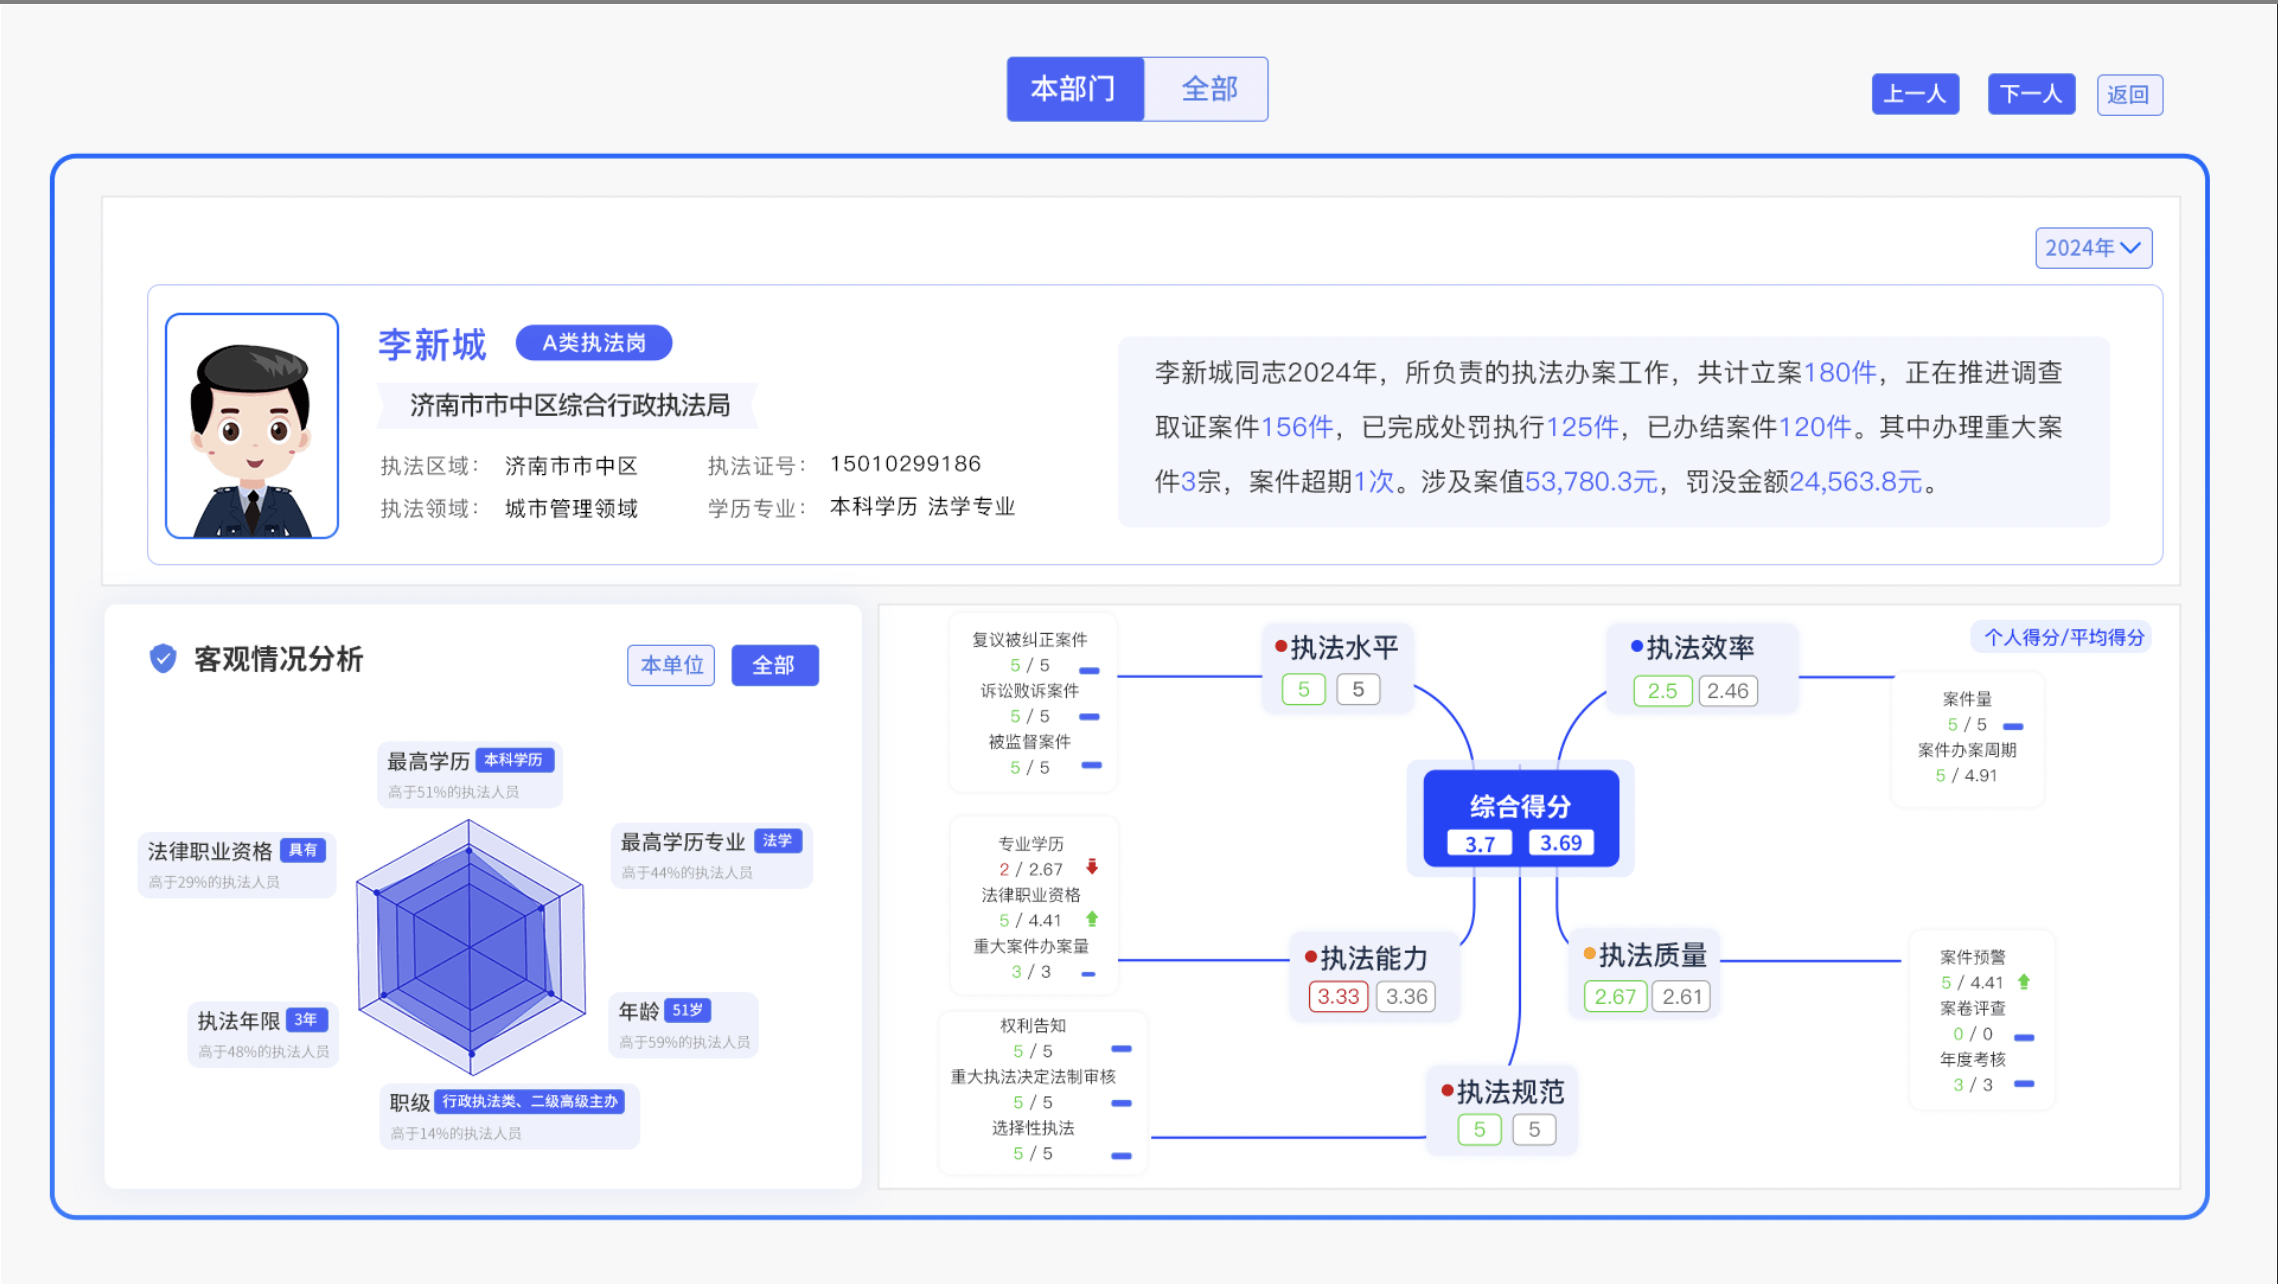 本部门
全部
上一人
下一人
返回
2024年
李新城
A类执法岗
济南市市中区综合行政执法局
执法区域：
济南市市中区
执法证号：
15010299186
执法领域：
城市管理领域
学历专业：
本科学历 法学专业
李新城同志2024年，所负责的执法办案工作，共计立案180件，正在推进调查
取证案件156件，已完成处罚执行125件，已办结案件120件。其中办理重大案
件3宗，案件超期1次。涉及案值53,780.3元，罚没金额24,563.8元。
客观情况分析
本单位
全部
最高学历
本科学历
高于51%的执法人员
法律职业资格
具有
高于29%的执法人员
最高学历专业
法学
高于44%的执法人员
执法年限
3年
高于48%的执法人员
年龄
51岁
高于59%的执法人员
职级
行政执法类、二级高级主办
高于14%的执法人员
个人得分/平均得分
复议被纠正案件
5 / 5
诉讼败诉案件
5 / 5
被监督案件
5 / 5
执法水平
5
5
执法效率
2.5
2.46
案件量
5 / 5
案件办案周期
5 / 4.91
综合得分
3.7
3.69
专业学历
2 / 2.67
法律职业资格
5 / 4.41
重大案件办案量
3 / 3
执法能力
3.33
3.36
执法质量
2.67
2.61
案件预警
5 / 4.41
案卷评查
0 / 0
年度考核
3 / 3
权利告知
5 / 5
重大执法决定法制审核
5 / 5
选择性执法
5 / 5
执法规范
5
5